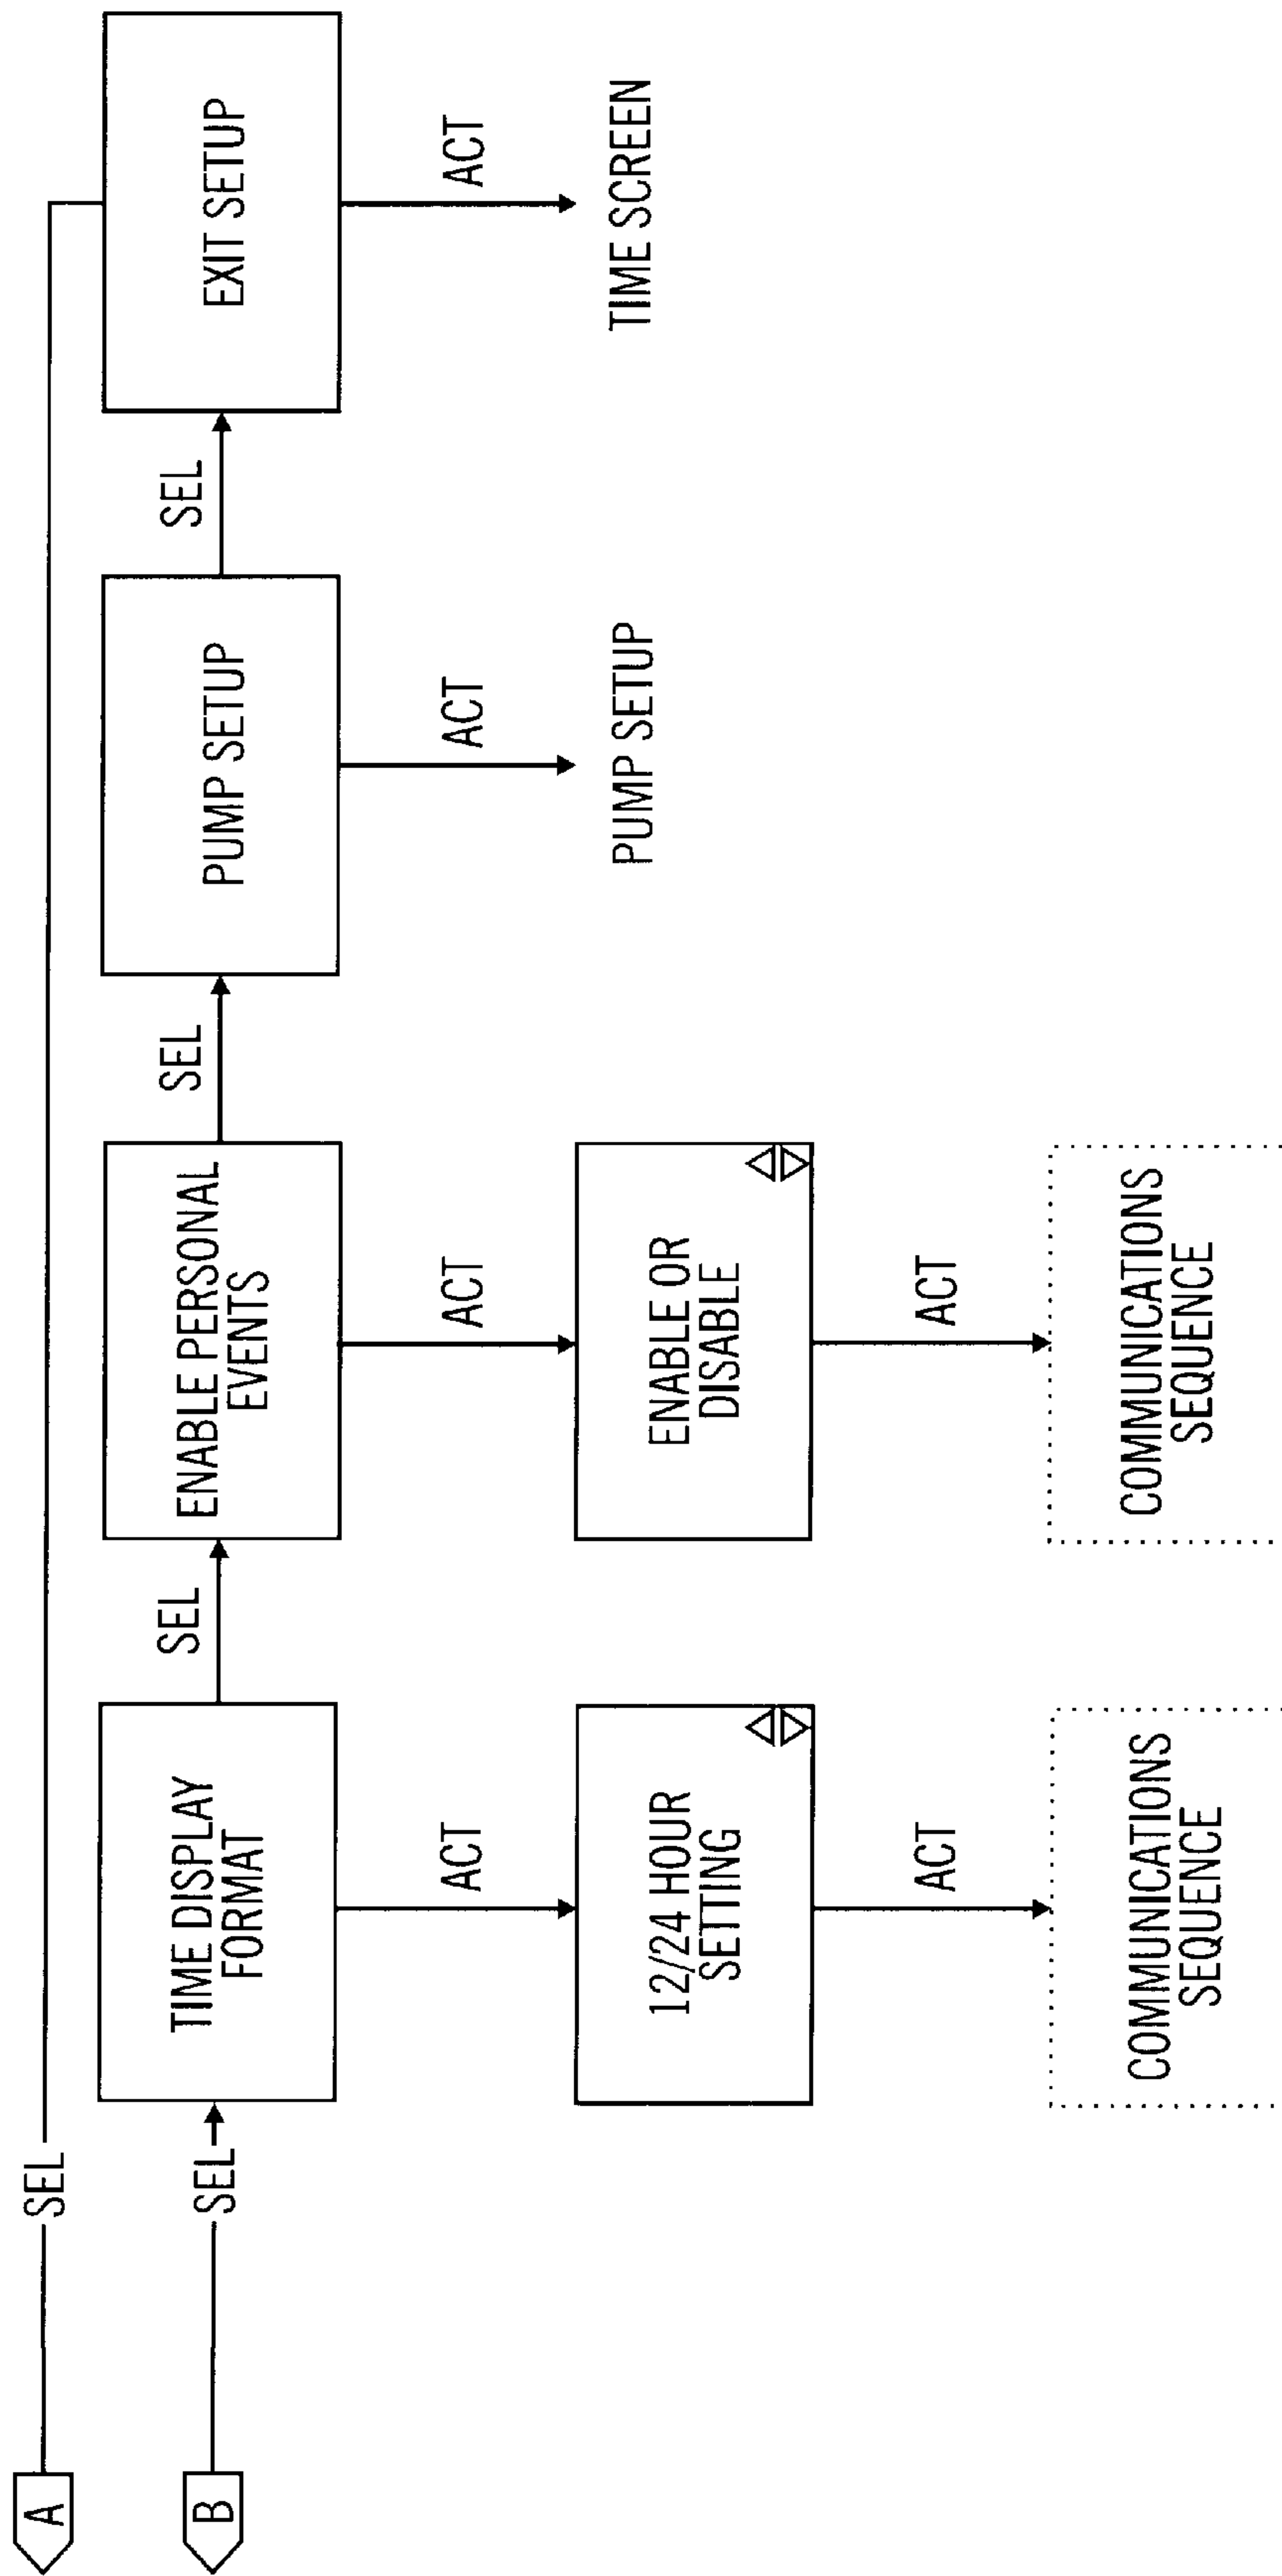 A
SEL
B
SEL
TIME DISPLAY
FORMAT
SEL
ENABLE PERSONAL
EVENTS
SEL
PUMP SETUP
SEL
EXIT SETUP
ACT
ACT
ACT
ACT
12/24 HOUR
SETTING
ENABLE OR
DISABLE
PUMP SETUP
TIME SCREEN
ACT
ACT
COMMUNICATIONS
SEQUENCE
COMMUNICATIONS
SEQUENCE